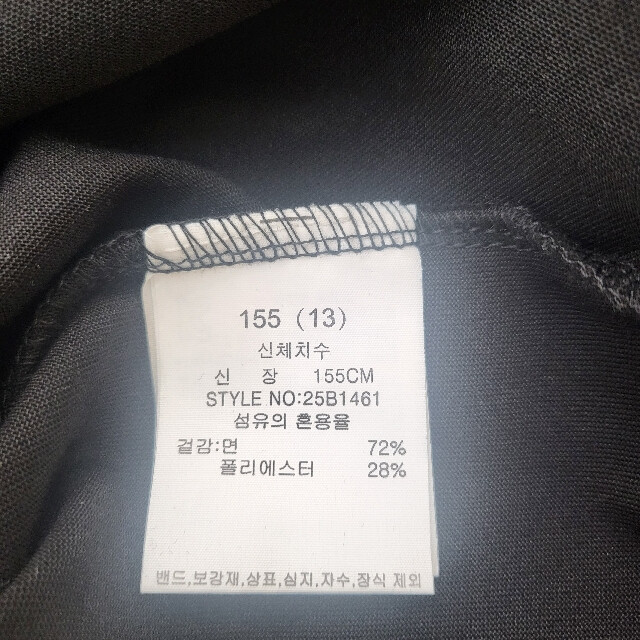 155 (13)
신체치수
신 장 155CM
STYLE NO:25B1461
섬유의 혼용율
겉감:면 72%
폴리에스터 28%
밴드,보강재,상표,심지,자수,장식 제외